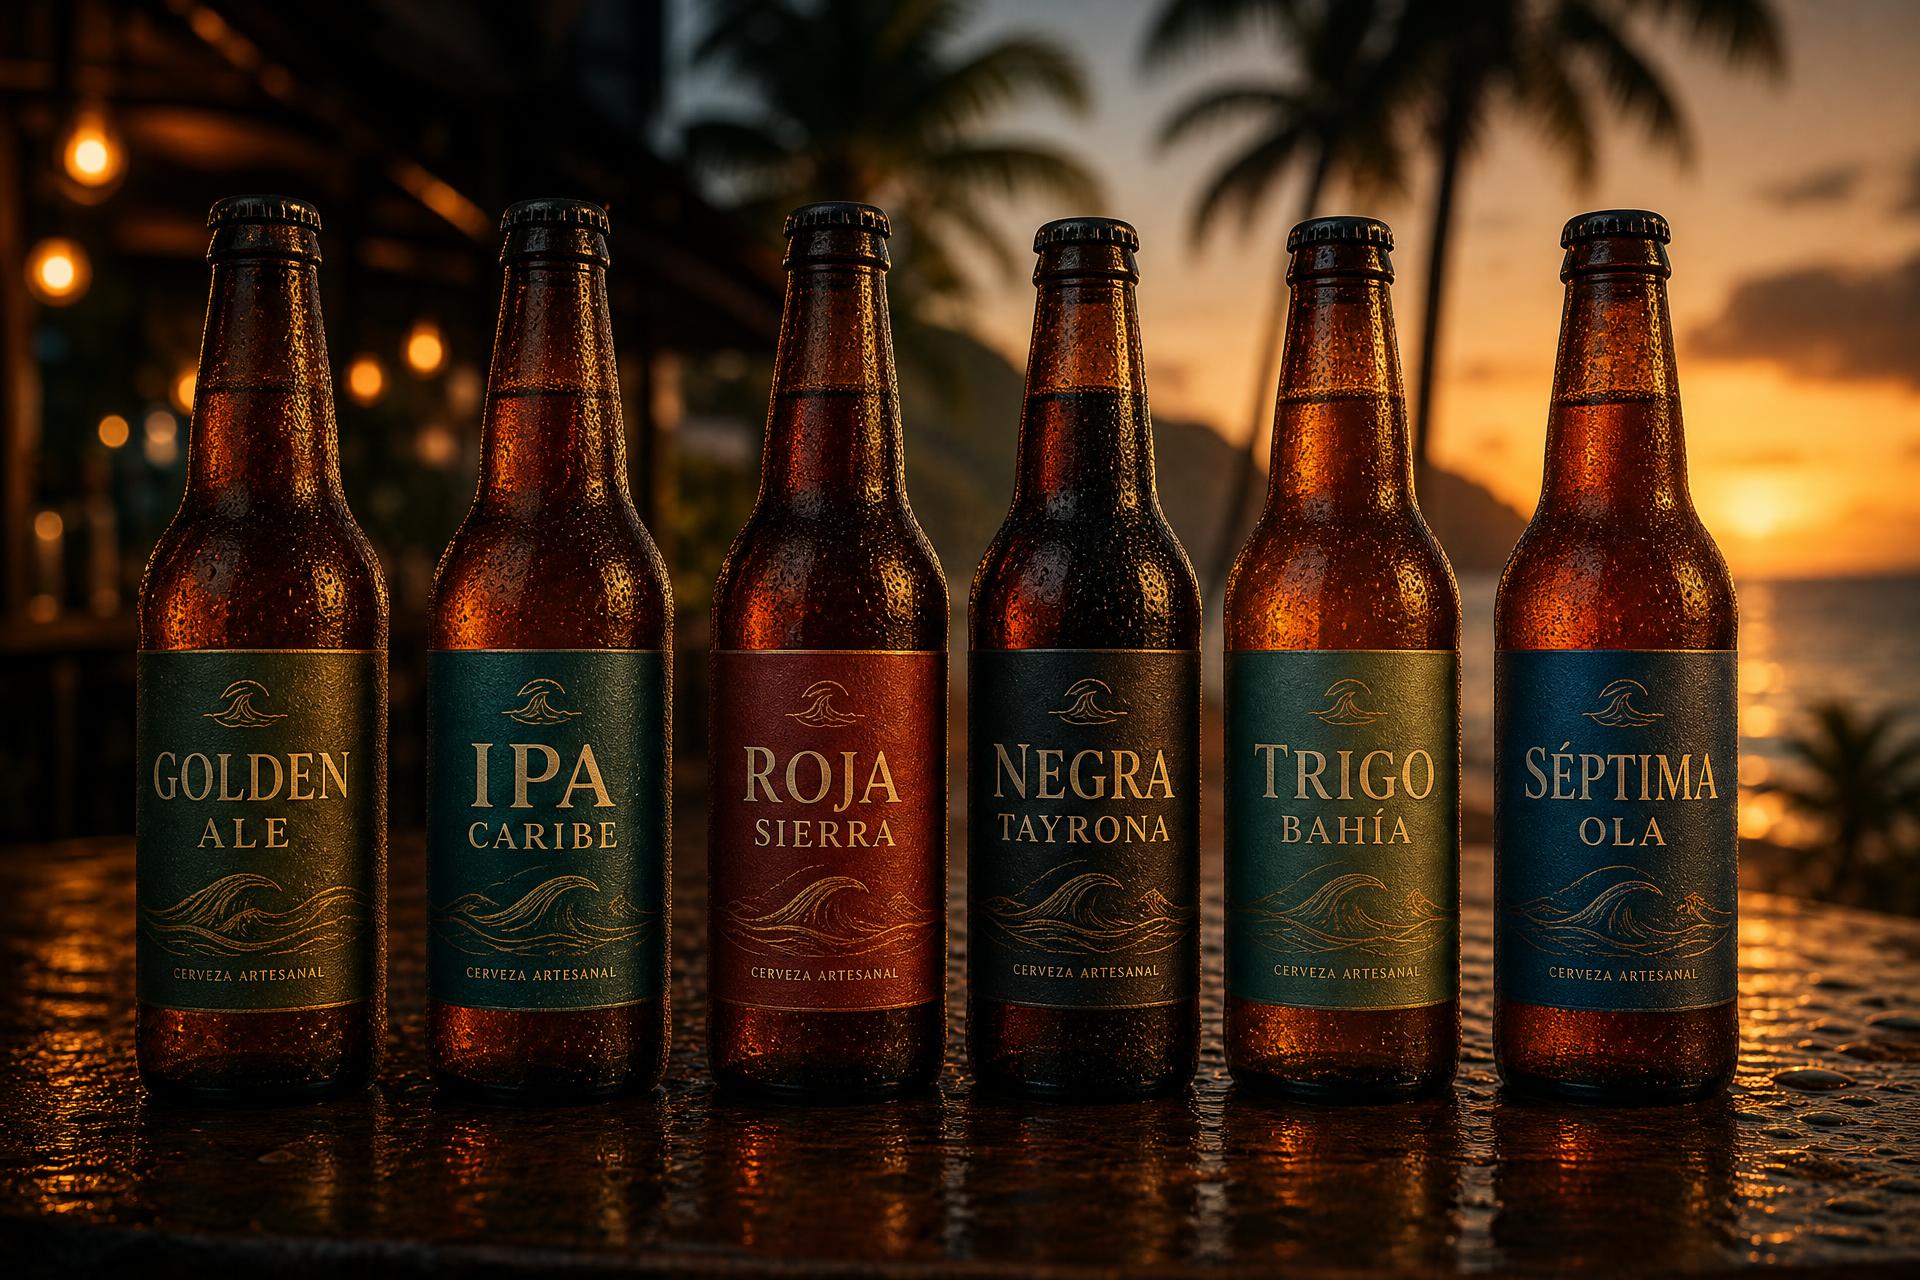 GOLDEN
ALE
CERVEZA ARTESANAL
IPA
CARIBE
CERVEZA ARTESANAL
ROJA
SIERRA
CERVEZA ARTESANAL
NEGRA
TAYRONA
CERVEZA ARTESANAL
TRIGO
BAHÍA
CERVEZA ARTESANAL
SÉPTIMA
OLA
CERVEZA ARTESANAL